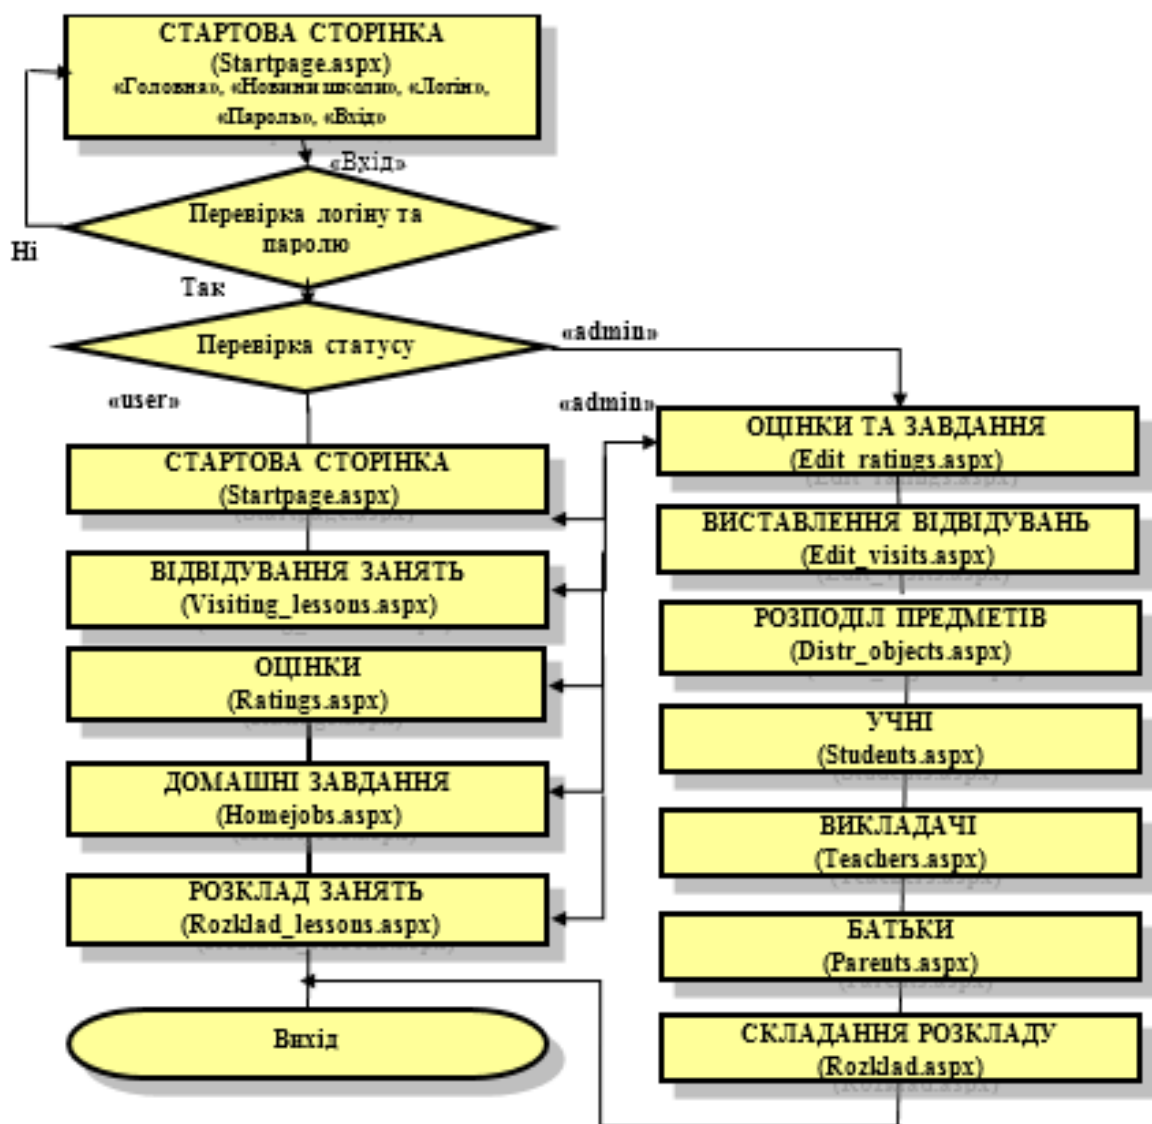 СТАРТОВА СТОРІНКА
(Startpage.aspx)
«Головна», «Новини школи», «Логін»,
«Пароль», «Вхід»
«Вхід»
Перевірка логіну та
паролю
Ні
Так
Перевірка статусу
«admin»
«user»
«admin»
СТАРТОВА СТОРІНКА
(Startpage.aspx)
ВІДВІДУВАННЯ ЗАНЯТЬ
(Visiting_lessons.aspx)
ОЦІНКИ
(Ratings.aspx)
ДОМАШНІ ЗАВДАННЯ
(Homejobs.aspx)
РОЗКЛАД ЗАНЯТЬ
(Rozklad_lessons.aspx)
Вихід
ОЦІНКИ ТА ЗАВДАННЯ
(Edit_ratings.aspx)
ВИСТАВЛЕННЯ ВІДВІДУВАНЬ
(Edit_visits.aspx)
РОЗПОДІЛ ПРЕДМЕТІВ
(Distr_objects.aspx)
УЧНІ
(Students.aspx)
ВИКЛАДАЧІ
(Teachers.aspx)
БАТЬКИ
(Parents.aspx)
СКЛАДАННЯ РОЗКЛАДУ
(Rozklad.aspx)